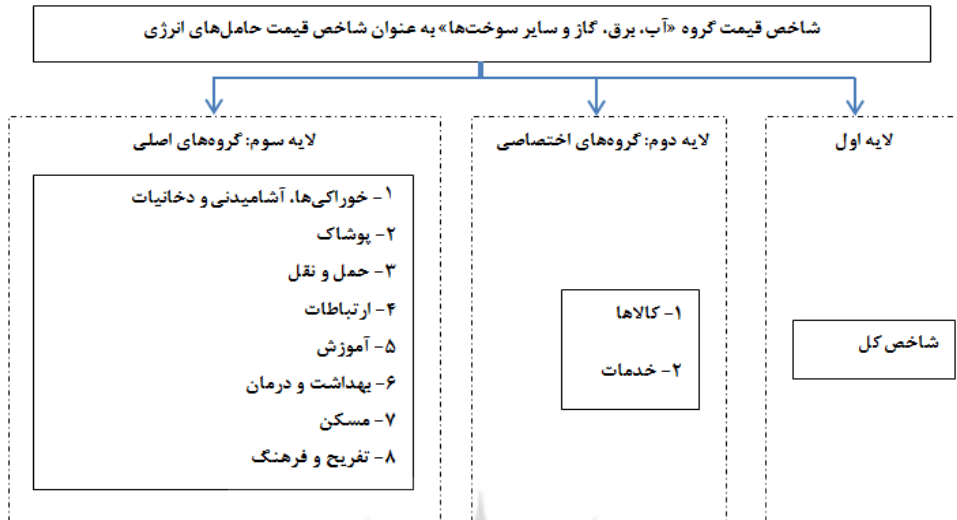 شاخص قیمت گروه «آب، برق، گاز و سایر سوخت‌ها» به عنوان شاخص قیمت حامل‌های انرژی
لایه اول
شاخص کل
لایه دوم: گروه‌های اختصاصی
۱- کالاها
۲- خدمات
لایه سوم: گروه‌های اصلی
۱- خوراکی‌ها، آشامیدنی و دخانیات
۲- پوشاک
۳- حمل و نقل
۴- ارتباطات
۵- آموزش
۶- بهداشت و درمان
۷- مسکن
۸- تفریح و فرهنگ